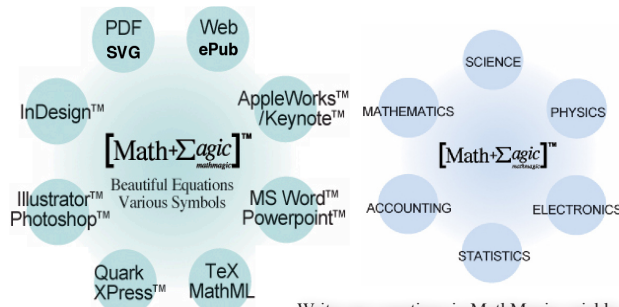 PDF
SVG
Web
ePub
InDesign™
AppleWorks™
/Keynote™
[Math+Σagic]™
mathmagic
Beautiful Equations
Various Symbols
Illustrator™
Photoshop™
MS Word™
Powerpoint™
Quark
XPress™
TeX
MathML
SCIENCE
MATHEMATICS
PHYSICS
[Math+Σagic]™
mathmagic
ACCOUNTING
ELECTRONICS
STATISTICS